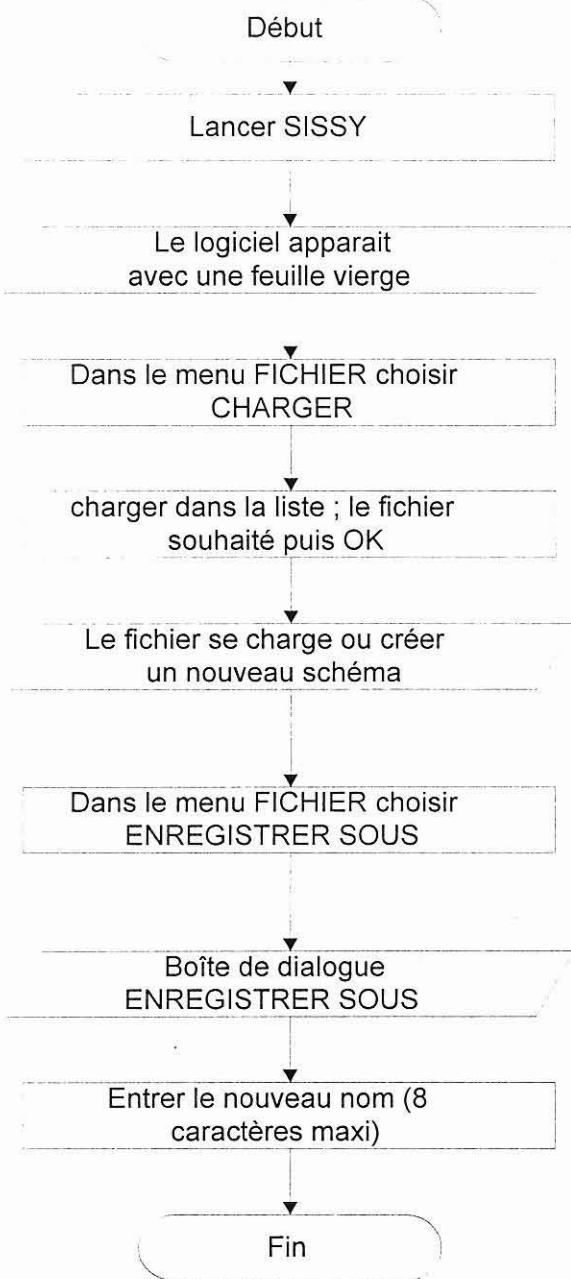 Début
Lancer SISSY
Le logiciel apparait
avec une feuille vierge
Dans le menu FICHIER choisir
CHARGER
charger dans la liste ; le fichier
souhaité puis OK
Le fichier se charge ou créer
un nouveau schéma
Dans le menu FICHIER choisir
ENREGISTRER SOUS
Boîte de dialogue
ENREGISTRER SOUS
Entrer le nouveau nom (8
caractères maxi)
Fin